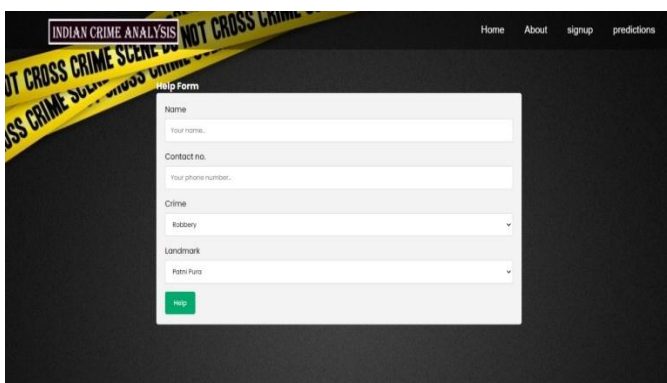 INDIAN CRIME ANALYSIS
Home About signup predictions
NOT CROSS CRIME
OT CROSS CRIME SCENE DO NOT CROSS CRIME
Help Form
Name
Your name..
Contact no.
Your phone number..
Crime
Robbery
Landmark
Patni Pura
Help